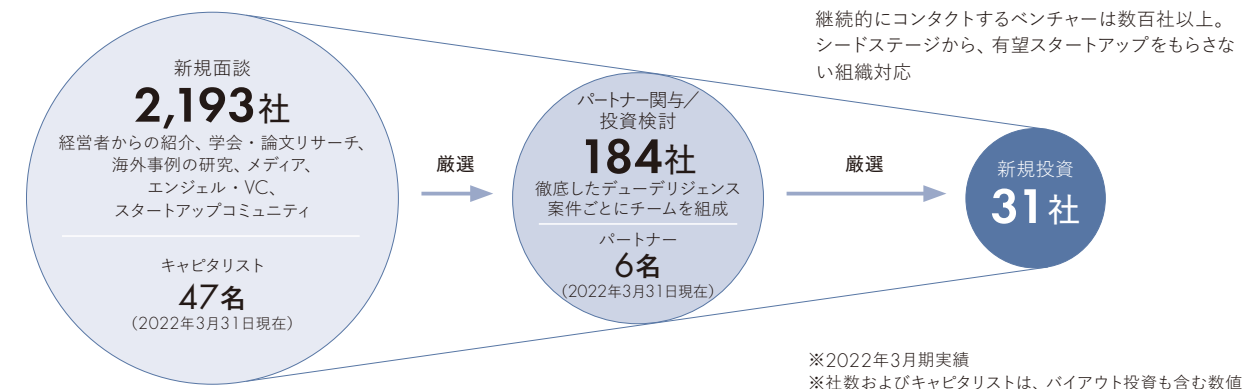 継続的にコンタクトするベンチャーは数百社以上。
シードステージから、有望スタートアップをもらさな
い組織対応
新規面談
2,193社
経営者からの紹介、学会・論文リサーチ、
海外事例の研究、メディア、
エンジェル・VC、
スタートアップコミュニティ
キャピタリスト
47名
（2022年3月31日現在）
厳選
パートナー関与／
投資検討
184社
徹底したデューデリジェンス
案件ごとにチームを組成
パートナー
6名
（2022年3月31日現在）
厳選
新規投資
31社
※2022年3月期実績
※社数およびキャピタリストは、バイアウト投資も含む数値